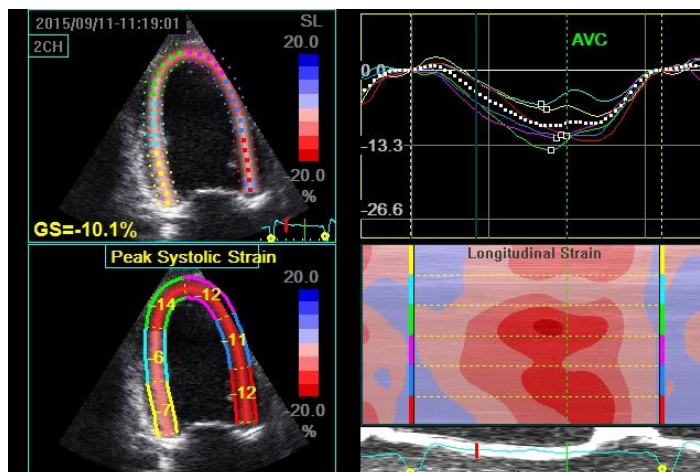 2015/09/11-11:19:01
SL
2CH
20.0
-20.0
%
GS=-10.1%
AVC
0.0
-13.3
-26.6
Peak Systolic Strain
20.0
-20.0
%
-14
-12
-6
-11
-7
-12
Longitudinal Strain